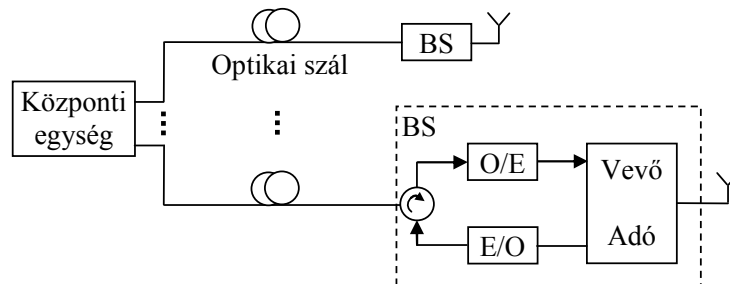 BS
Optikai szál
Központi
egység
BS
O/E
Vevő
E/O
Adó